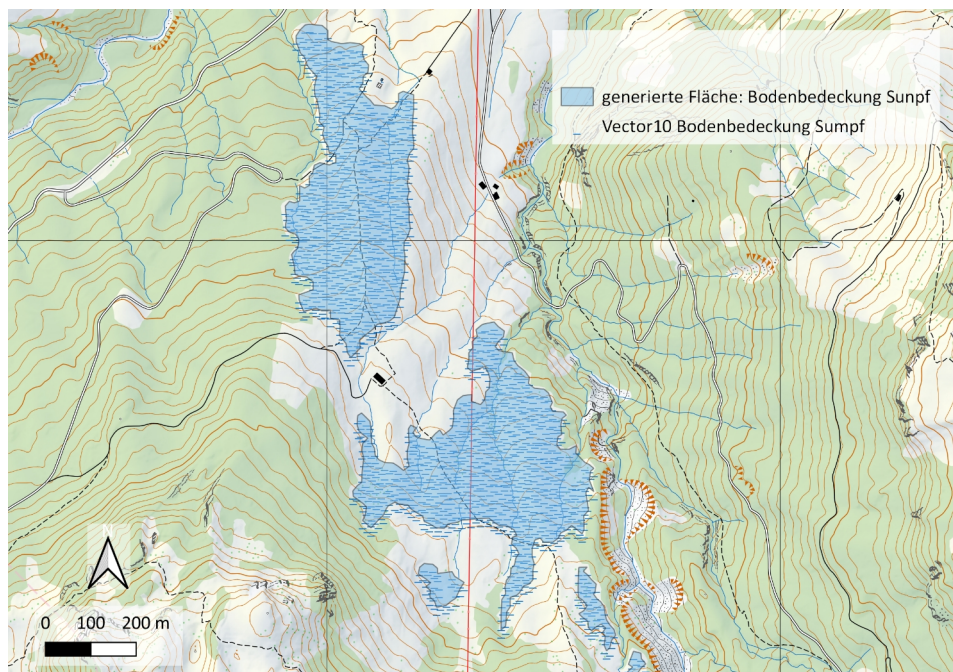 generierte Fläche: Bodenbedeckung Sunpf
Vector10 Bodenbedeckung Sumpf
N
0 100 200 m